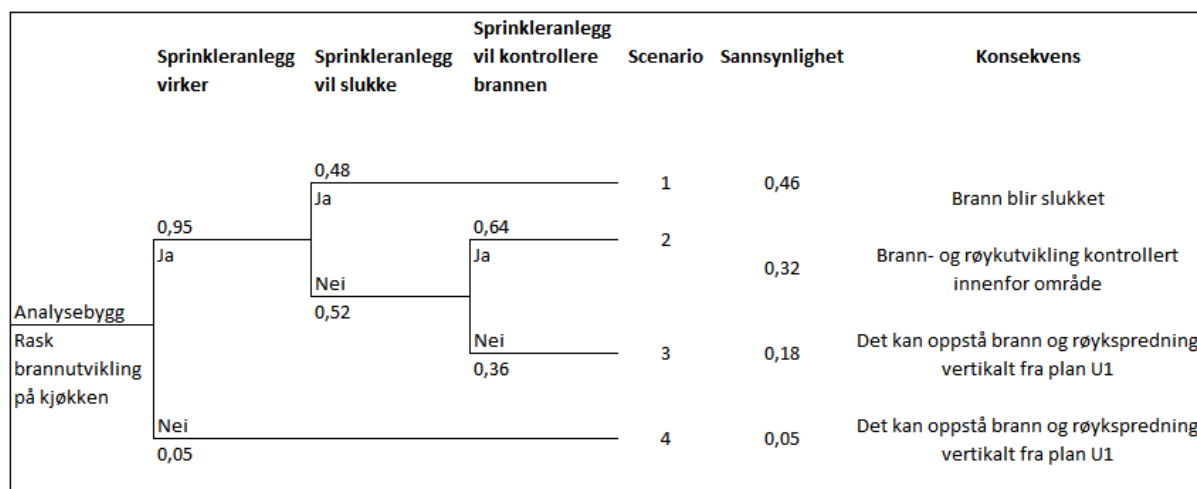 Sprinkleranlegg
virker
Sprinkleranlegg
vil slukke
Sprinkleranlegg
vil kontrollere
brannen
Scenario
Sannsynlighet
Konsekvens
0,48
Ja
1
0,46
Brann blir slukket
0,95
Ja
0,64
Ja
2
0,32
Brann- og røykutvikling kontrollert
innenfor område
Nei
0,52
Analysebygg
Rask
brannutvikling
på kjøkken
Nei
0,36
3
0,18
Det kan oppstå brann og røykspredning
vertikalt fra plan U1
Nei
0,05
4
0,05
Det kan oppstå brann og røykspredning
vertikalt fra plan U1